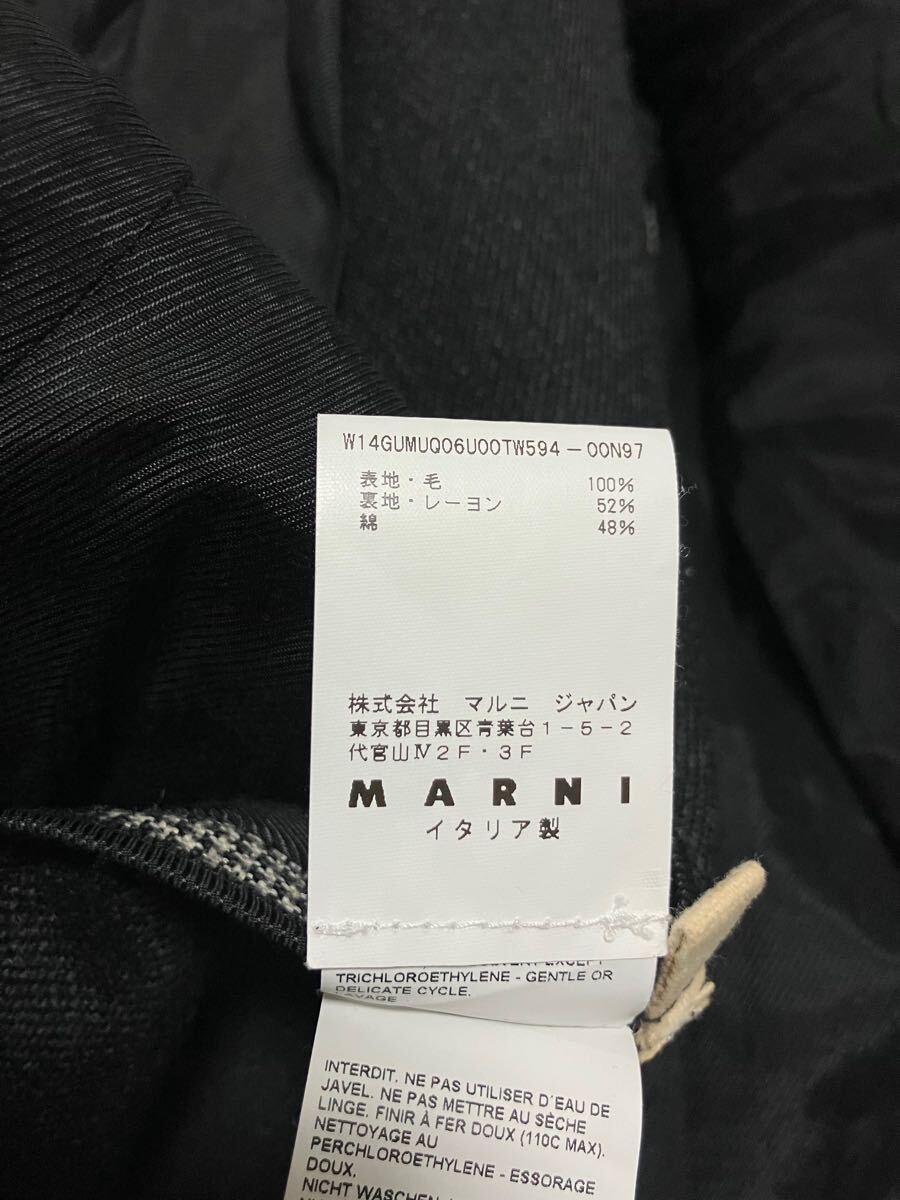 W14GUMUQ06U00TW594-00N97
表地・毛 100%
裏地・レーヨン 52%
綿 48%
株式会社 マルニ ジャパン
東京都目黒区青葉台1-5-2
代官山Ⅳ2F・3F
MARNI
イタリア製
EXCEPT
TRICHLOROETHYLENE - GENTLE OR
DELICATE CYCLE.
LAVAGE
INTERDIT. NE PAS UTILISER D´EAU DE
JAVEL. NE PAS METTRE AU SÈCHE
LINGE. FINIR À FER DOUX (110C MAX).
NETTOYAGE AU
PERCHLOROETHYLENE - ESSORAGE
DOUX.
NICHT WASCHEN